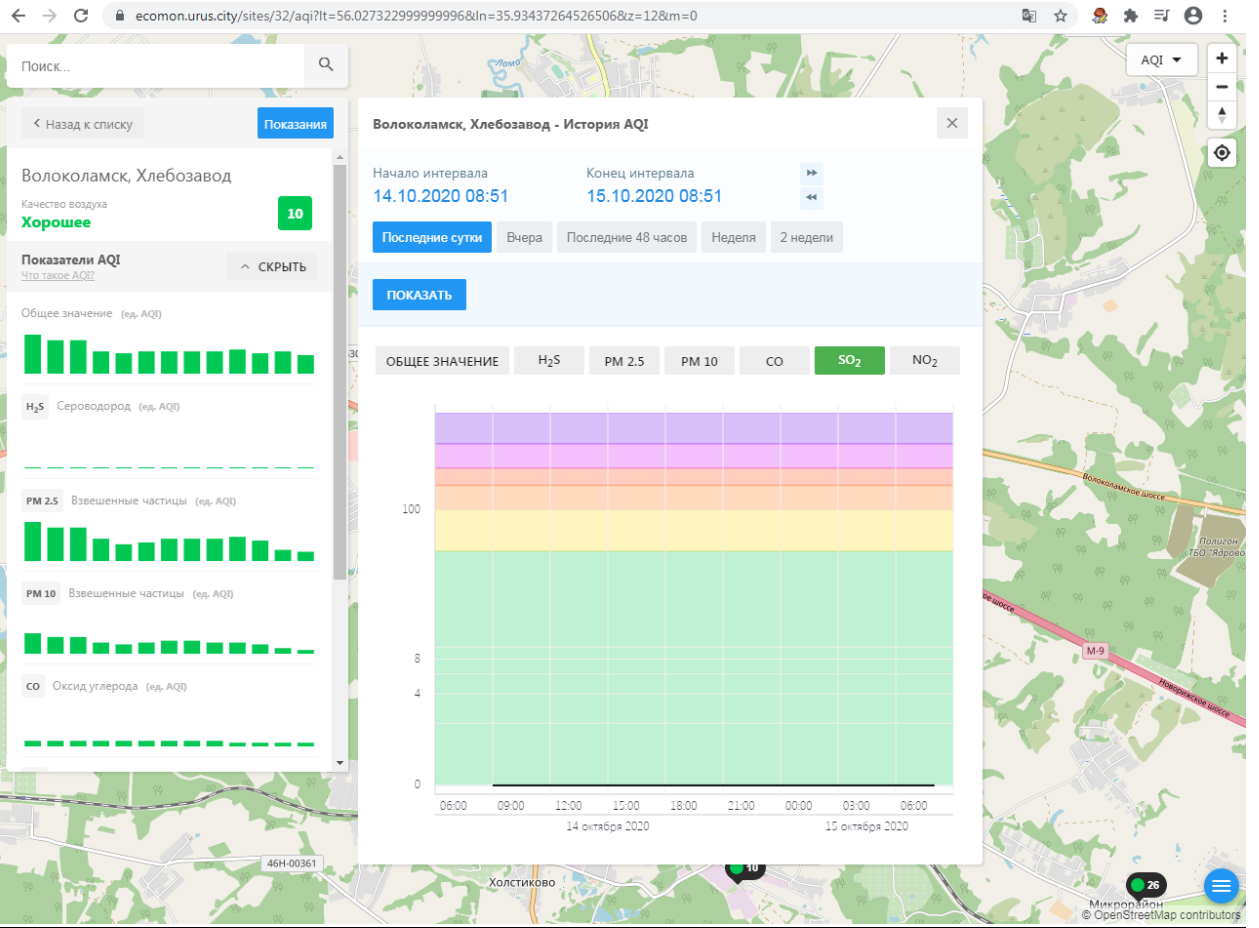 ecomon.urus.city/sites/32/aqi?lt=56.027322999999996&ln=35.93437264526506&z=12&m=0
Поиск...
Лама
AQI
Назад к списку
Показания
Волоколамск, Хлебозавод
Качество воздуха
Хорошее
10
Показатели AQI
Что такое AQI?
СКРЫТЬ
Общее значение (ед. AQI)
H2S Сероводород (ед. AQI)
PM 2.5 Взвешенные частицы (ед. AQI)
PM 10 Взвешенные частицы (ед. AQI)
CO Оксид углерода (ед. AQI)
Волоколамск, Хлебозавод - История AQI
Начало интервала
Конец интервала
14.10.2020 08:51
15.10.2020 08:51
Последние сутки
Вчера
Последние 48 часов
Неделя
2 недели
ПОКАЗАТЬ
ОБЩЕЕ ЗНАЧЕНИЕ
H2S
PM 2.5
PM 10
CO
SO2
NO2
100
8
4
0
06:00 09:00 12:00 15:00 18:00 21:00 00:00 03:00 06:00
14 октября 2020
15 октября 2020
Волоколамское шоссе
Полигон
ТБО "Ядрово
ое шоссе
М-9
Новорижское шоссе
46Н-00361
Холстиково
10
26
Микрорайон
© OpenStreetMap contributors